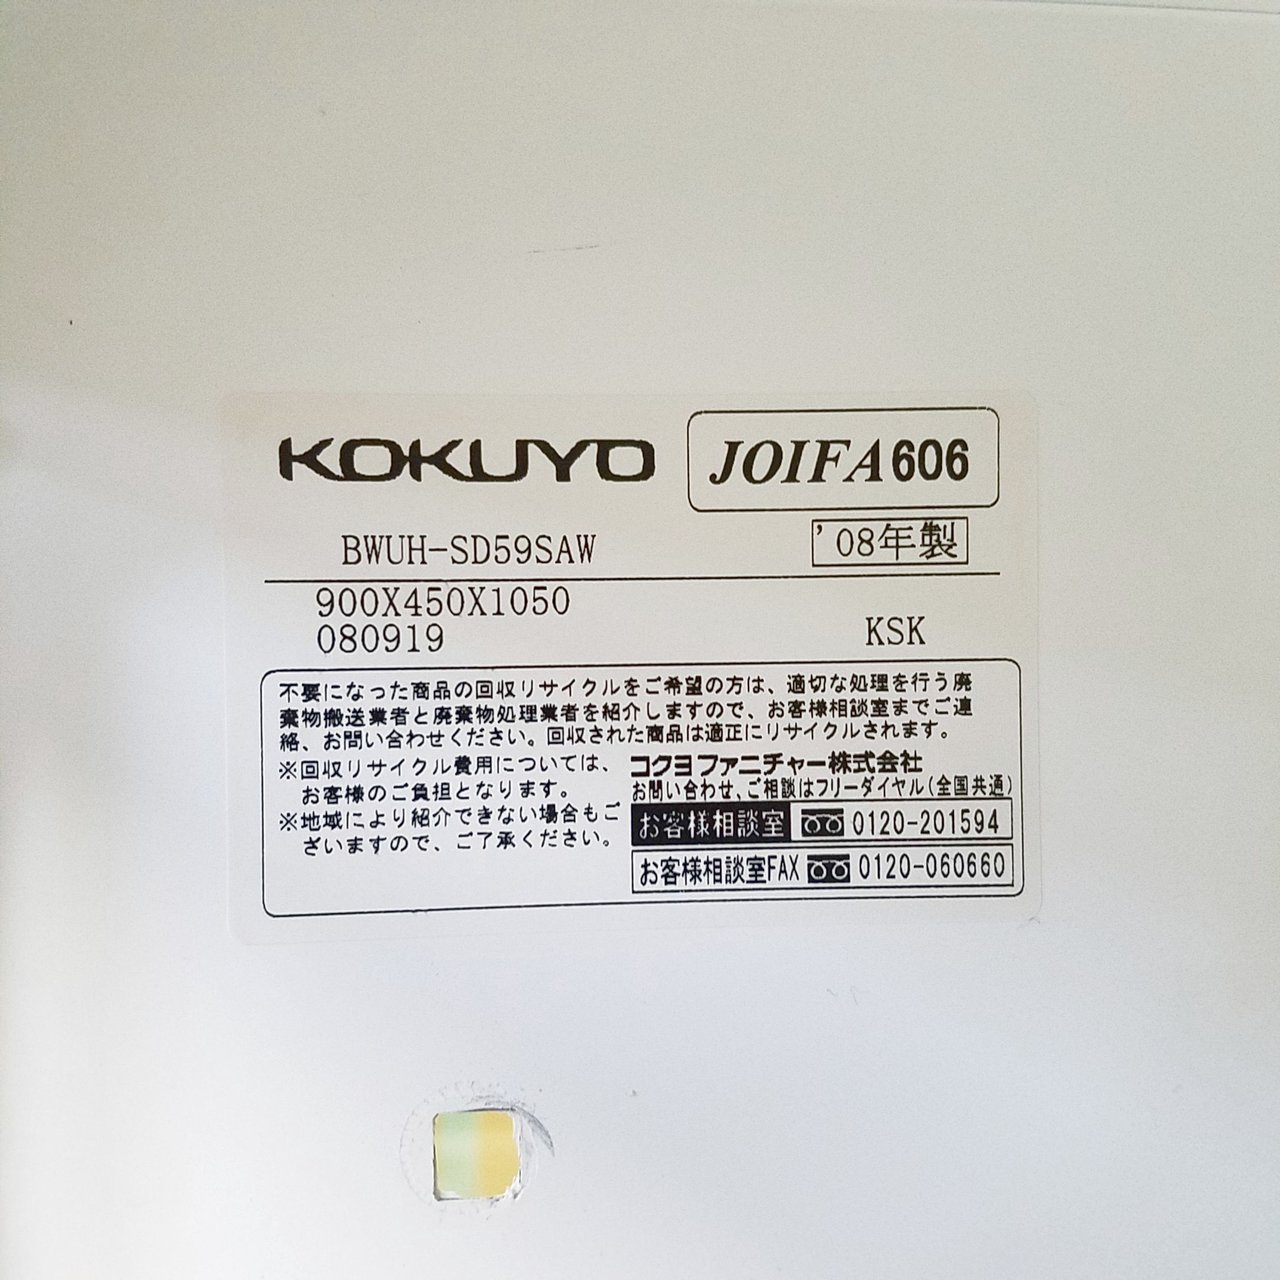 KOKUYO
JOIFA606
BWUH-SD59SAW
'08年製
900X450X1050
080919
KSK
不要になった商品の回収リサイクルをご希望の方は、適切な処理を行う廃
棄物搬送業者と廃棄物処理業者を紹介しますので、お客様相談室までご連
絡、お問い合わせください。回収された商品は適正にリサイクルされます。
※回収リサイクル費用については、
お客様のご負担となります。
※地域により紹介できない場合もご
ざいますので、ご了承ください。
コクヨファニチャー株式会社
お問い合わせ、ご相談はフリーダイヤル(全国共通)
お客様相談室 0120-201594
お客様相談室FAX 0120-060660